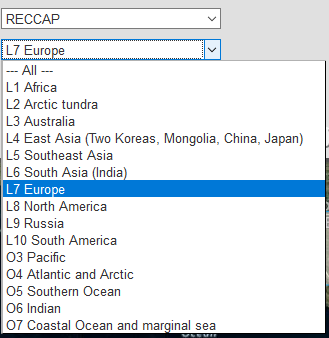 RECCAP
L7 Europe
--- All ---
L1 Africa
L2 Arctic tundra
L3 Australia
L4 East Asia (Two Koreas, Mongolia, China, Japan)
L5 Southeast Asia
L6 South Asia (India)
L7 Europe
L8 North America
L9 Russia
L10 South America
O3 Pacific
O4 Atlantic and Arctic
O5 Southern Ocean
O6 Indian
O7 Coastal Ocean and marginal sea
Ocean